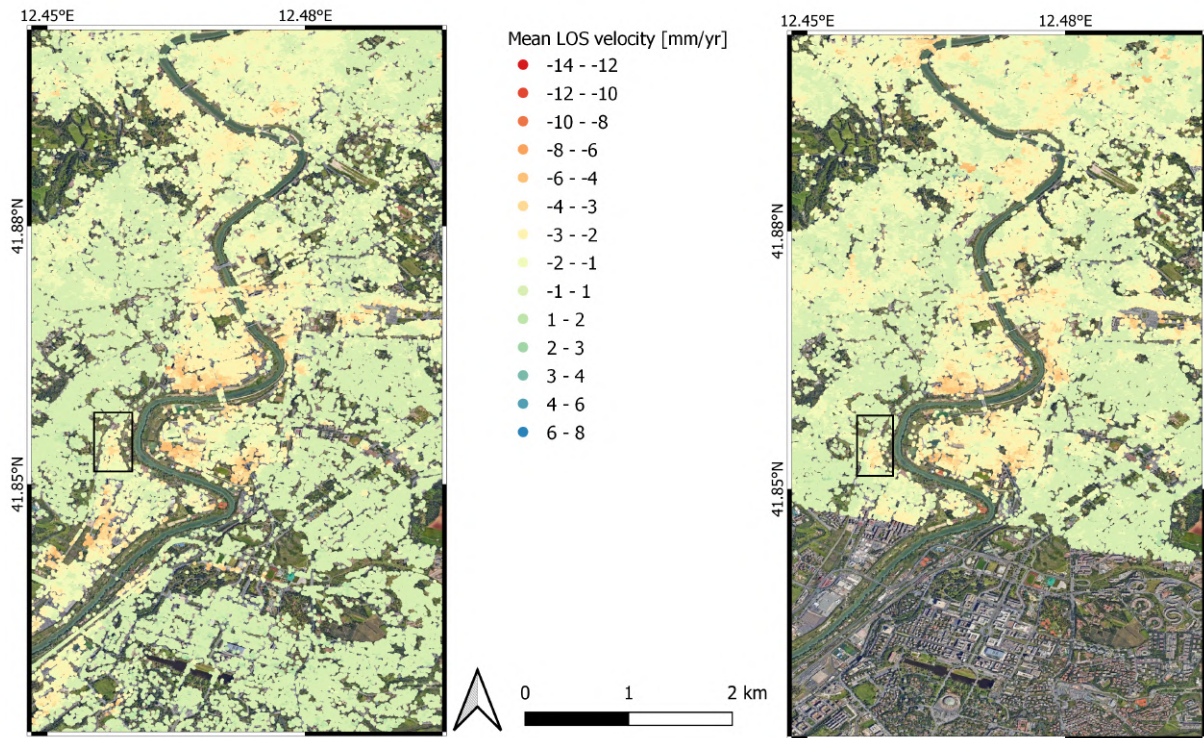 12.45°E
12.48°E
41.88°N
41.85°N
Mean LOS velocity [mm/yr]
-14 - -12
-12 - -10
-10 - -8
-8 - -6
-6 - -4
-4 - -3
-3 - -2
-2 - -1
-1 - 1
1 - 2
2 - 3
3 - 4
4 - 6
6 - 8
0
1
2 km
12.45°E
12.48°E
41.88°N
41.85°N